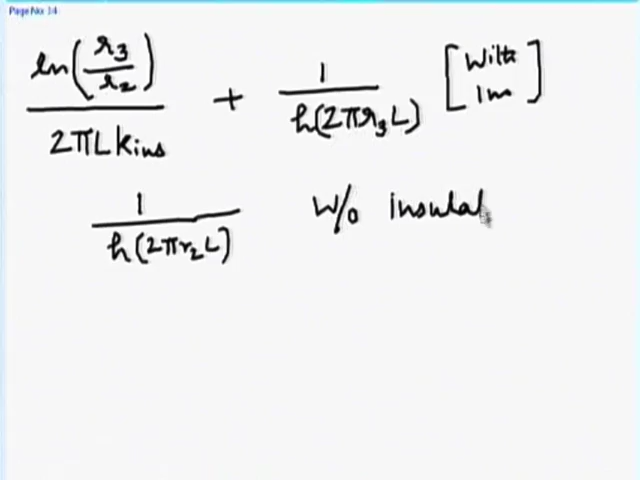 Page No: 14
ln(r3/r2) / 2πLkins + 1 / h(2πr3L) [With Ins]
1 / h(2πr2L) w/o insulat